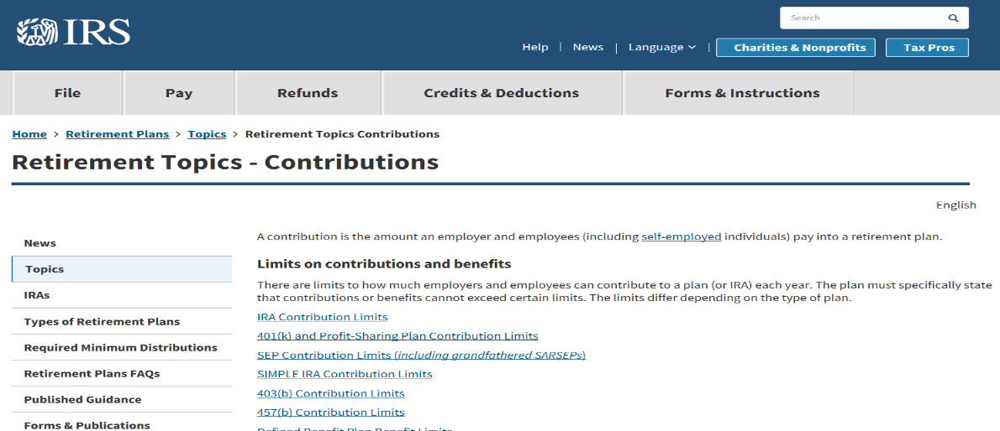 IRS
Search
Help | News | Language | Charities & Nonprofits Tax Pros
File Pay Refunds Credits & Deductions Forms & Instructions
Home > Retirement Plans > Topics > Retirement Topics Contributions
Retirement Topics - Contributions
English
News
Topics
IRAs
Types of Retirement Plans
Required Minimum Distributions
Retirement Plans FAQs
Published Guidance
Forms & Publications
A contribution is the amount an employer and employees (including self-employed individuals) pay into a retirement plan.
Limits on contributions and benefits
There are limits to how much employers and employees can contribute to a plan (or IRA) each year. The plan must specifically state
that contributions or benefits cannot exceed certain limits. The limits differ depending on the type of plan.
IRA Contribution Limits
401(k) and Profit-Sharing Plan Contribution Limits
SEP Contribution Limits (including grandfathered SARSEPs)
SIMPLE IRA Contribution Limits
403(b) Contribution Limits
457(b) Contribution Limits
Defined Benefit Plan Benefit Limits